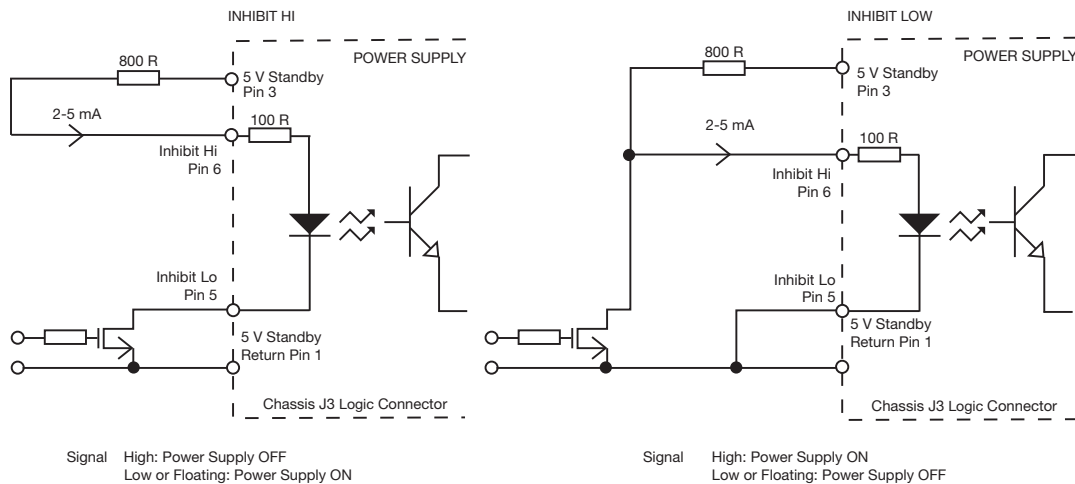 INHIBIT HI
POWER SUPPLY
800 R
5 V Standby
Pin 3
2-5 mA
100 R
Inhibit Hi
Pin 6
Inhibit Lo
Pin 5
5 V Standby
Return Pin 1
Chassis J3 Logic Connector
Signal High: Power Supply OFF
Low or Floating: Power Supply ON
INHIBIT LOW
POWER SUPPLY
800 R
5 V Standby
Pin 3
2-5 mA
100 R
Inhibit Hi
Pin 6
Inhibit Lo
Pin 5
5 V Standby
Return Pin 1
Chassis J3 Logic Connector
Signal High: Power Supply ON
Low or Floating: Power Supply OFF